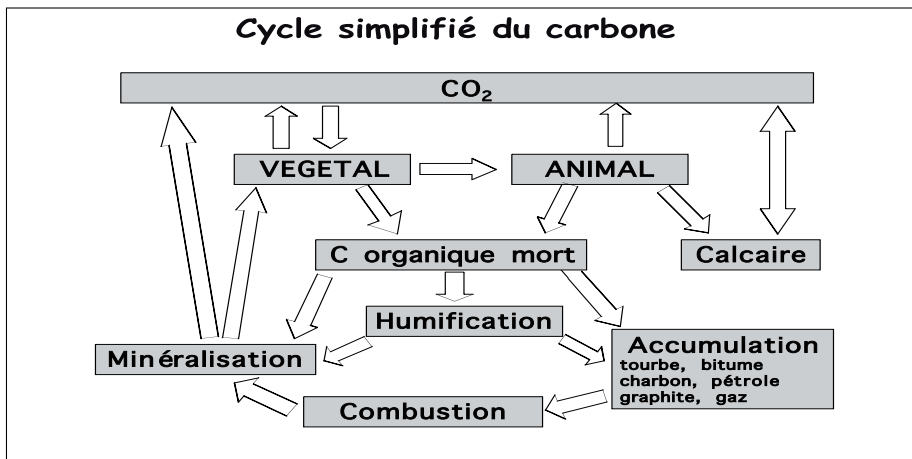 Cycle simplifié du carbone
CO₂
VEGETAL
ANIMAL
C organique mort
Calcaire
Humification
Minéralisation
Accumulation
tourbe, bitume
charbon, pétrole
graphite, gaz
Combustion